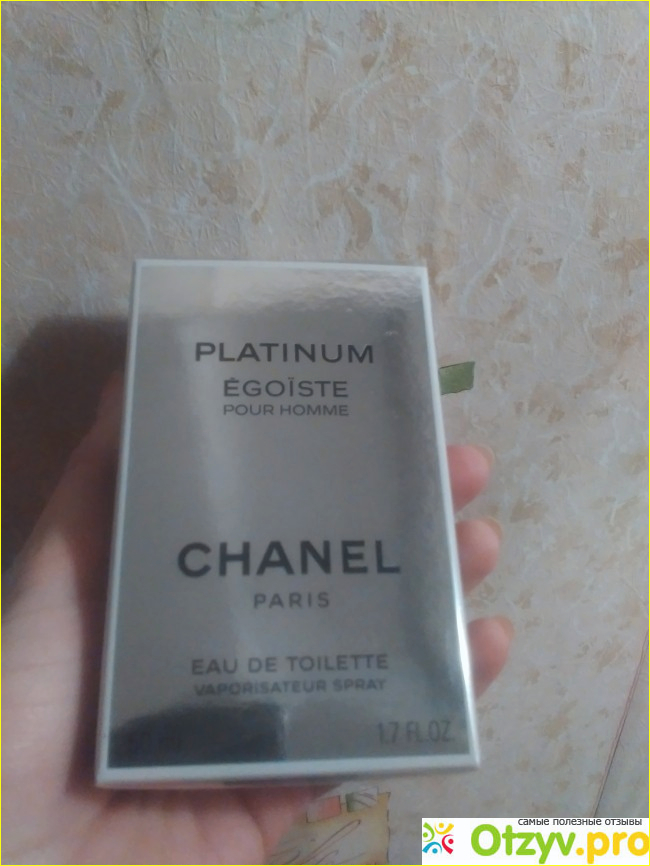 PLATINUM
ÉGOÏSTE
POUR HOMME
CHANEL
PARIS
EAU DE TOILETTE
VAPORISATEUR SPRAY
1.7 FL.OZ.
самые полезные отзывы
Otzyv.pro